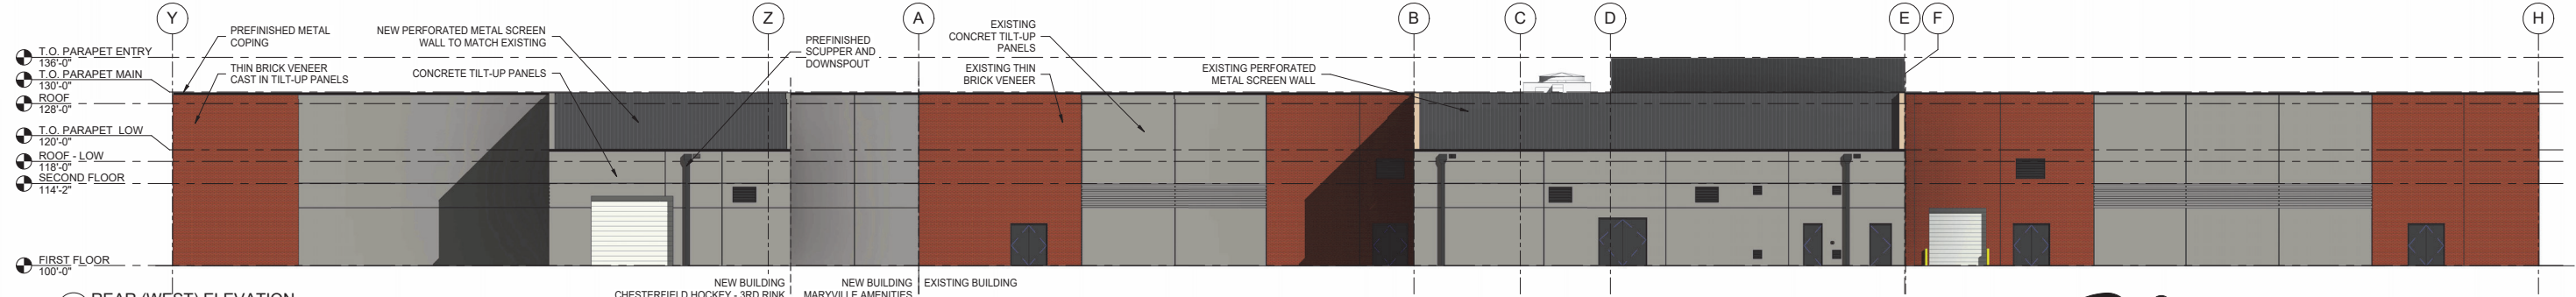 Y
Z
A
B
C
D
E
F
H
T.O. PARAPET ENTRY
136'-0"
T.O. PARAPET MAIN
130'-0"
ROOF
128'-0"
T.O. PARAPET LOW
120'-0"
ROOF - LOW
118'-0"
SECOND FLOOR
114'-2"
FIRST FLOOR
100'-0"
PREFINISHED METAL
COPING
THIN BRICK VENEER
CAST IN TILT-UP PANELS
NEW PERFORATED METAL SCREEN
WALL TO MATCH EXISTING
CONCRETE TILT-UP PANELS
PREFINISHED
SCUPPER AND
DOWNSPOUT
EXISTING
CONCRET TILT-UP
PANELS
EXISTING THIN
BRICK VENEER
EXISTING PERFORATED
METAL SCREEN WALL
NEW BUILDING
CHESTERFIELD HOCKEY - 3RD RINK
NEW BUILDING
MARYVILLE AMENITIES
EXISTING BUILDING
REAR (WEST) ELEVATION